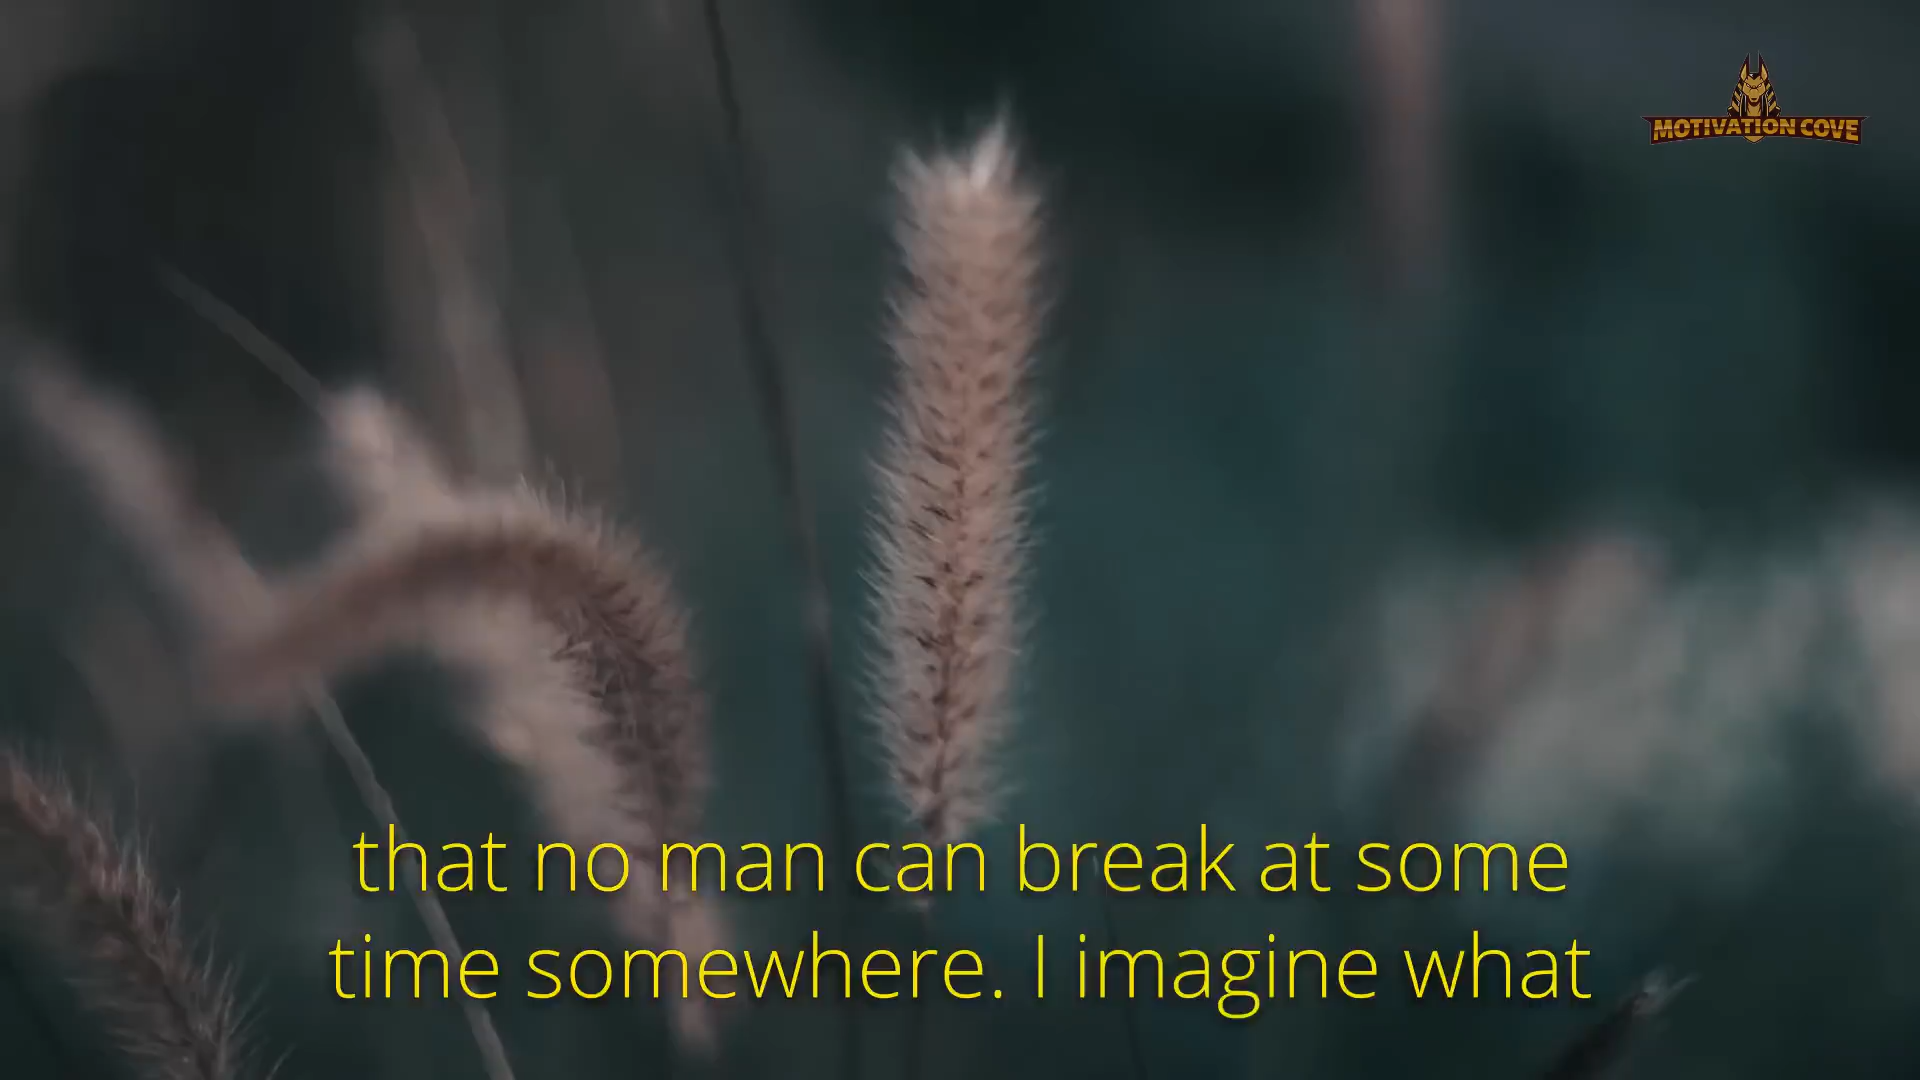 MOTIVATION COVE
that no man can break at some
time somewhere. I imagine what